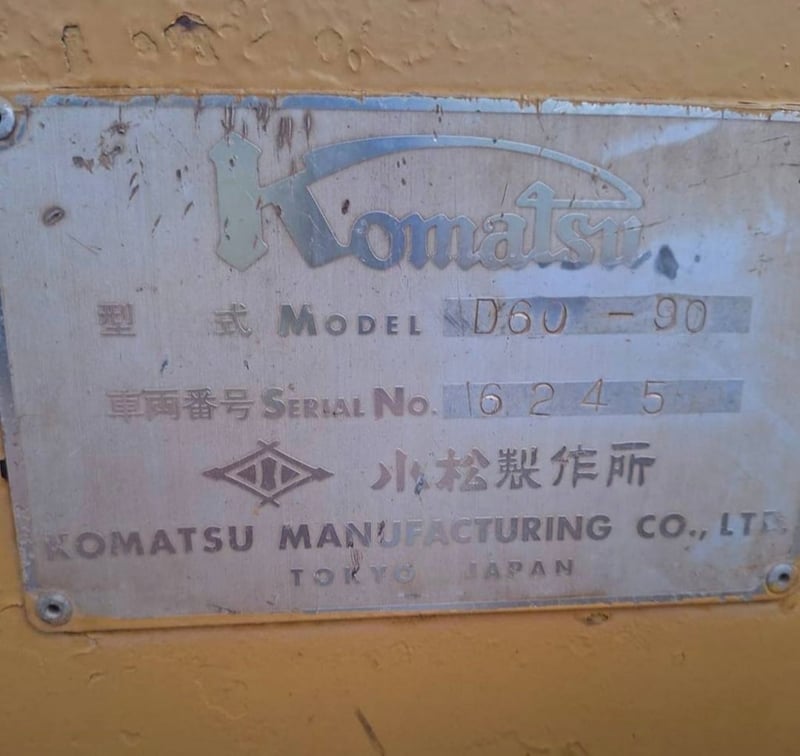 Komatsu
型 式 MODEL D60-90
車両番号 SERIAL No. 16245
小松製作所
KOMATSU MANUFACTURING CO., LTD.
TOKYO JAPAN